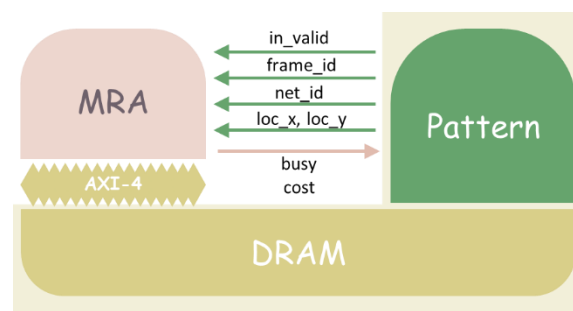 in_valid
frame_id
net_id
loc_x, loc_y
MRA
Pattern
busy
cost
AXI-4
DRAM